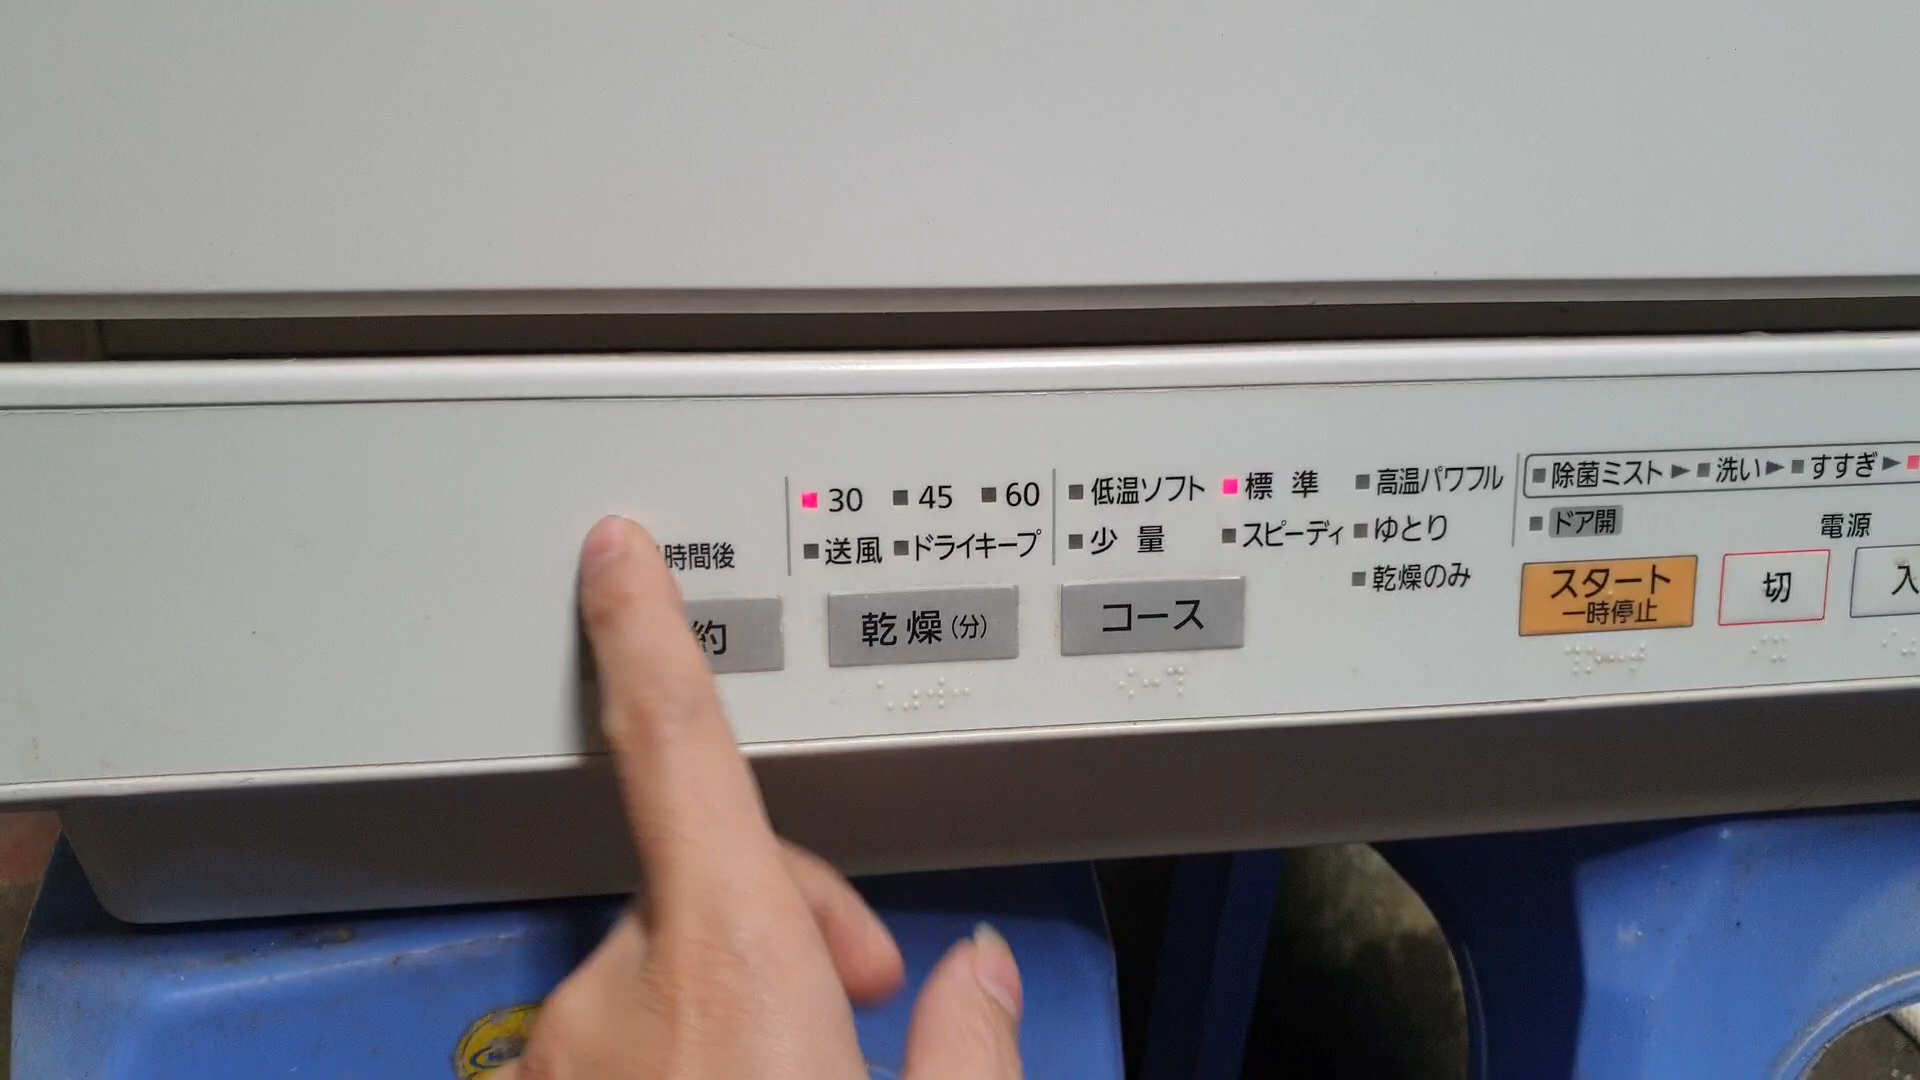 時間後
約
30 45 60
送風 ドライキープ
乾燥(分)
低温ソフト 標準 高温パワフル
少量 スピーディ ゆとり
乾燥のみ
コース
除菌ミスト▶洗い▶すすぎ▶
ドア開
電源
スタート
一時停止
切
入